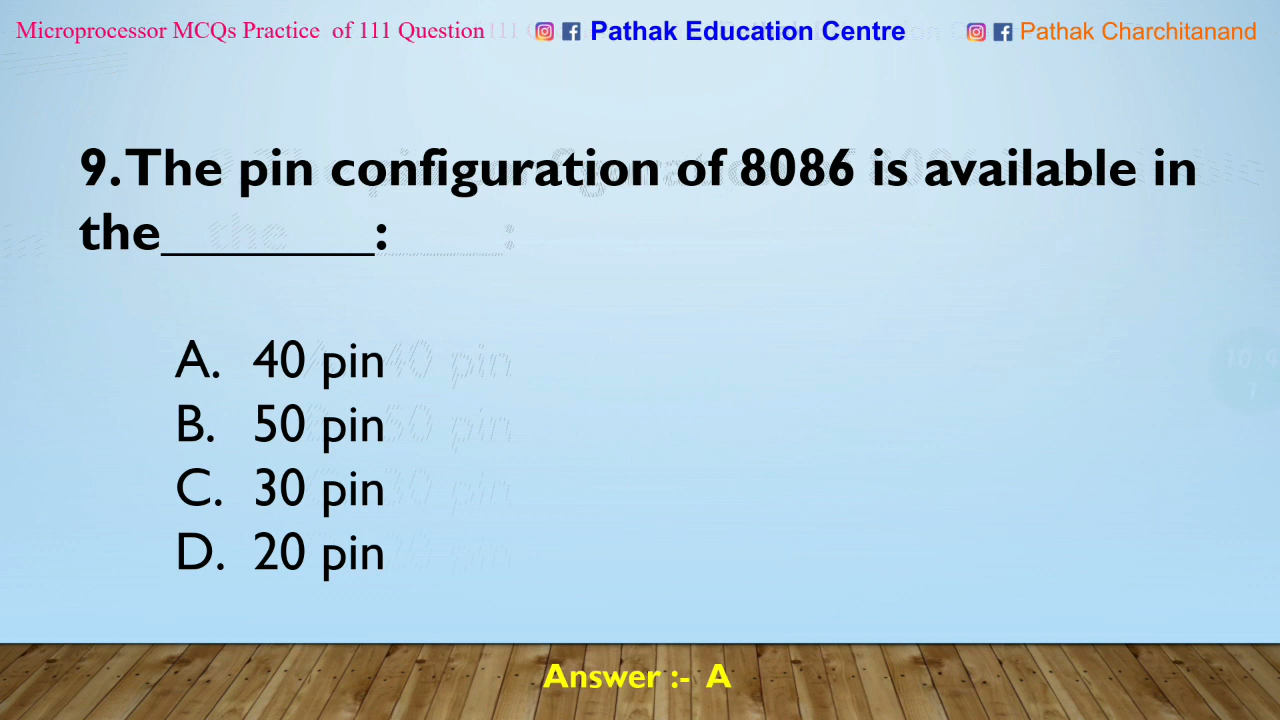 Microprocessor MCQs Practice of 111 Question Pathak Education Centre Pathak Charchitanand
9. The pin configuration of 8086 is available in
the________:
A. 40 pin
B. 50 pin
C. 30 pin
D. 20 pin
Answer :- A